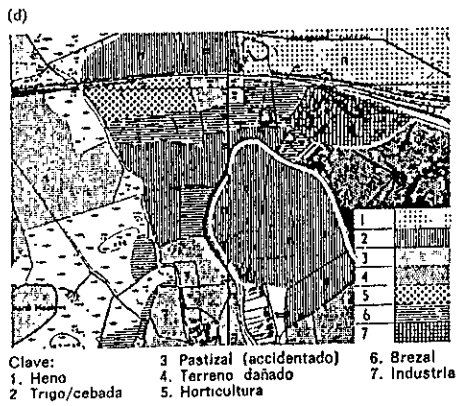 (d)
1
2
3
4
5
6
7
Clave:
1. Heno
2 Trigo/cebada
3 Pastizal (accidentado)
4. Terreno dañado
5. Horticultura
6. Brezal
7. Industria